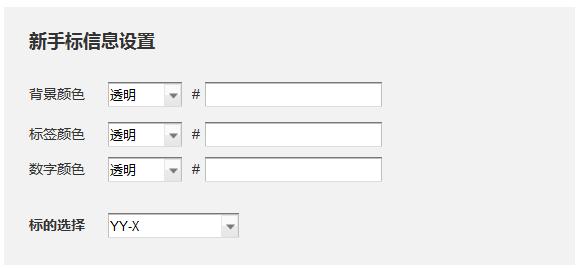 新手标信息设置
背景颜色 透明 #
标签颜色 透明 #
数字颜色 透明 #
标的选择 YY-X